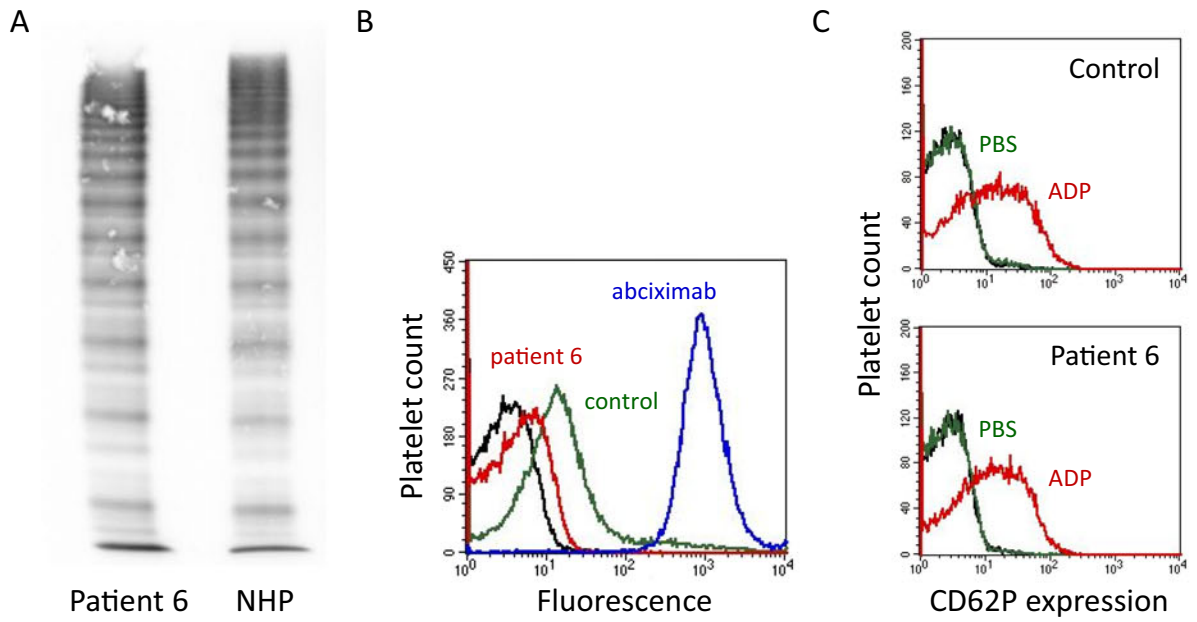 A
Patient 6 NHP
B
450
360
270
180
90
0
10⁰ 10¹ 10² 10³ 10⁴
Platelet count
Fluorescence
abciximab
patient 6
control
C
200
160
120
80
40
0
10⁰ 10¹ 10² 10³ 10⁴
Control
PBS
ADP
Platelet count
200
160
120
80
40
0
10⁰ 10¹ 10² 10³ 10⁴
Patient 6
PBS
ADP
CD62P expression